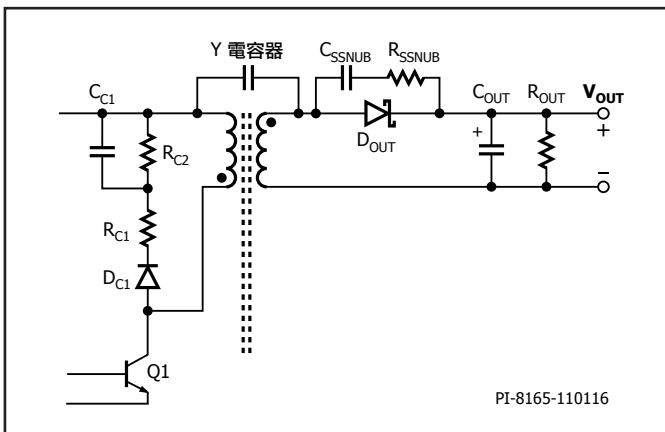 Y 電容器
C_SSNUB
R_SSNUB
C_C1
R_C2
C_OUT
R_OUT
V_OUT
+
+
D_OUT
−
R_C1
D_C1
Q1
PI-8165-110116